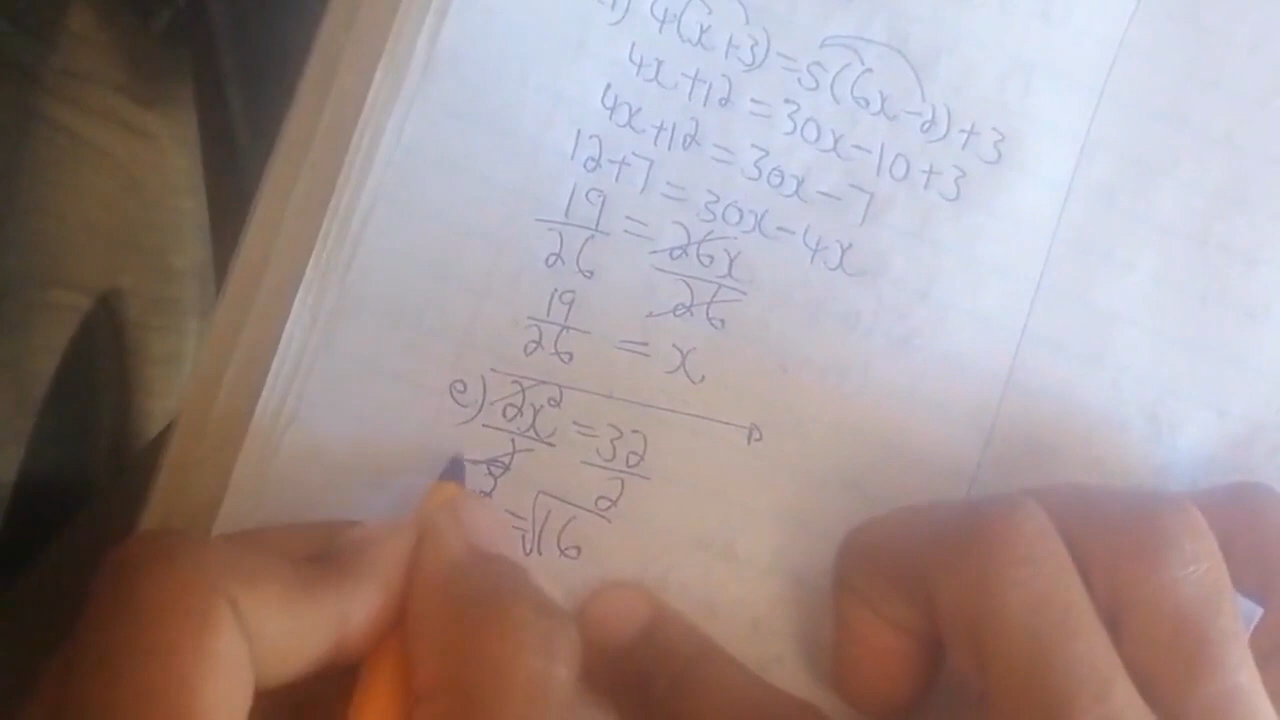 4(x+3)=5(6x-2)+3
4x+12=30x-10+3
4x+12=30x-7
12+7=30x-4x
19/26=26x/26
19/26=x
e) 2x²/2=32/2
=√16